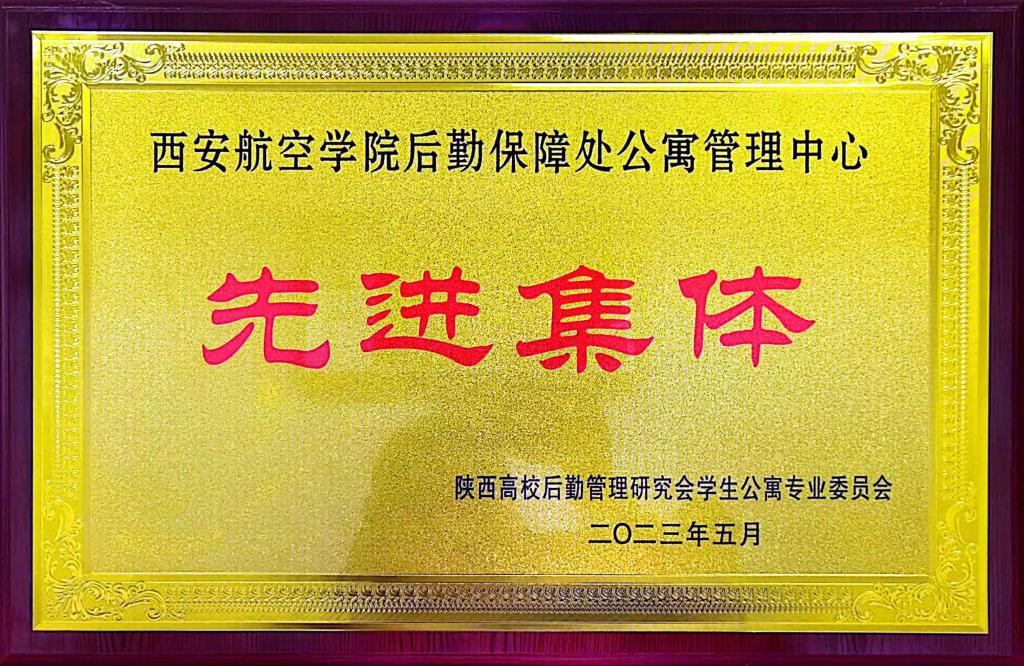 西安航空学院后勤保障处公寓管理中心
先进集体
陕西高校后勤管理研究会学生公寓专业委员会
二〇二三年五月